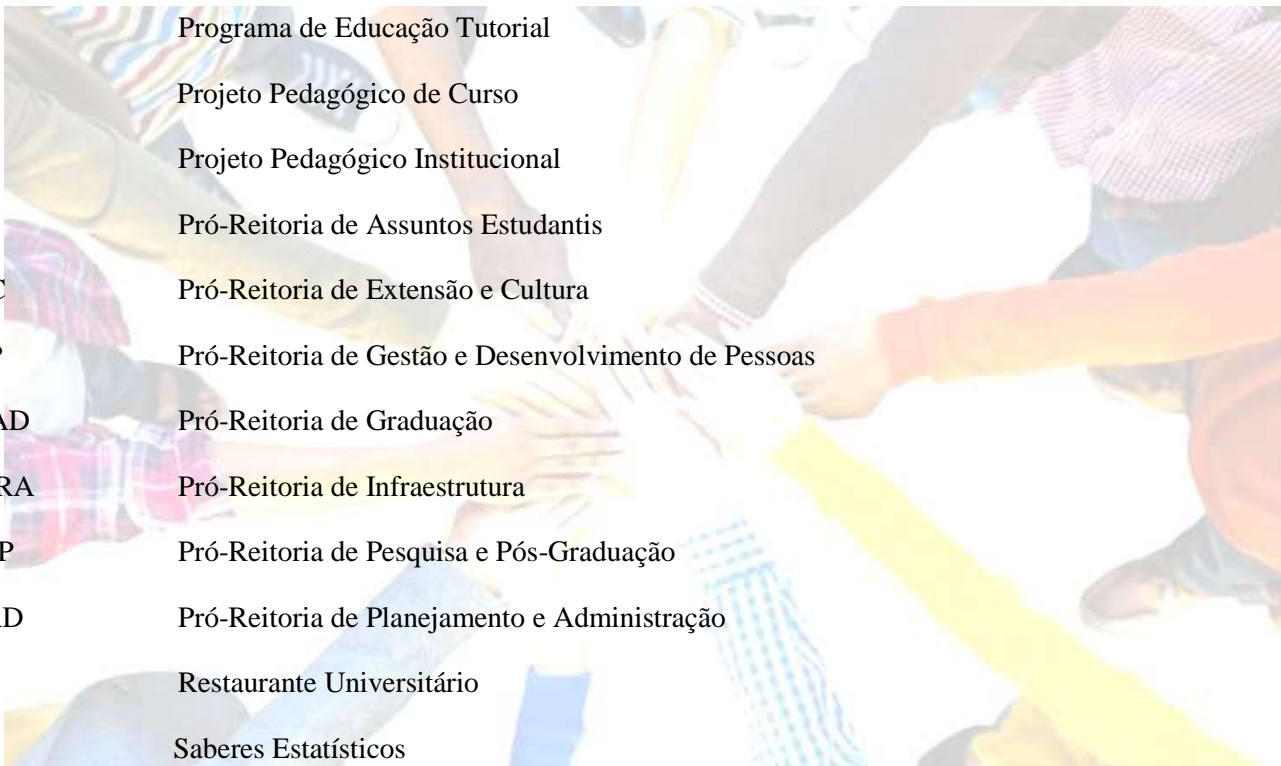 Programa de Educação Tutorial
Projeto Pedagógico de Curso
Projeto Pedagógico Institucional
Pró-Reitoria de Assuntos Estudantis
C Pró-Reitoria de Extensão e Cultura
P Pró-Reitoria de Gestão e Desenvolvimento de Pessoas
AD Pró-Reitoria de Graduação
RA Pró-Reitoria de Infraestrutura
P Pró-Reitoria de Pesquisa e Pós-Graduação
AD Pró-Reitoria de Planejamento e Administração
Restaurante Universitário
Saberes Estatísticos